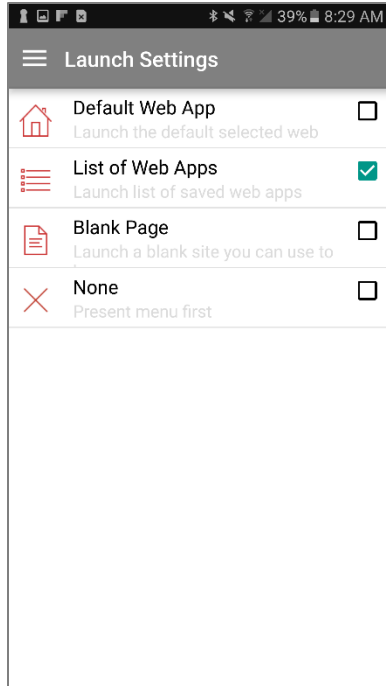 39% 8:29 AM
Launch Settings
Default Web App
Launch the default selected web
List of Web Apps
Launch list of saved web apps
Blank Page
Launch a blank site you can use to
None
Present menu first